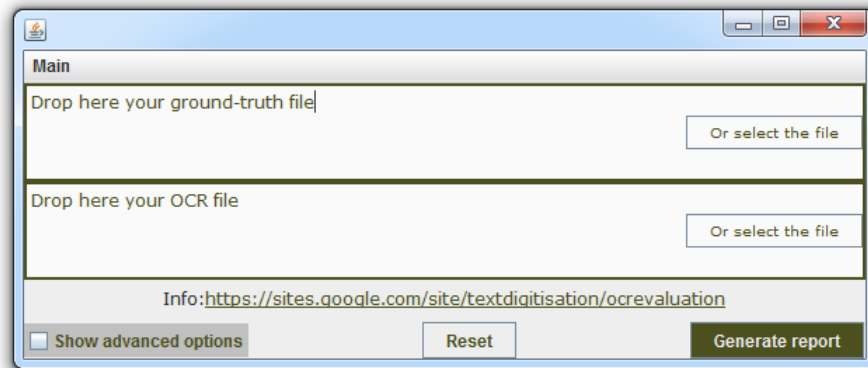 Main
Drop here your ground-truth file
Or select the file
Drop here your OCR file
Or select the file
Info:https://sites.google.com/site/textdigitisation/ocrevaluation
Show advanced options Reset Generate report